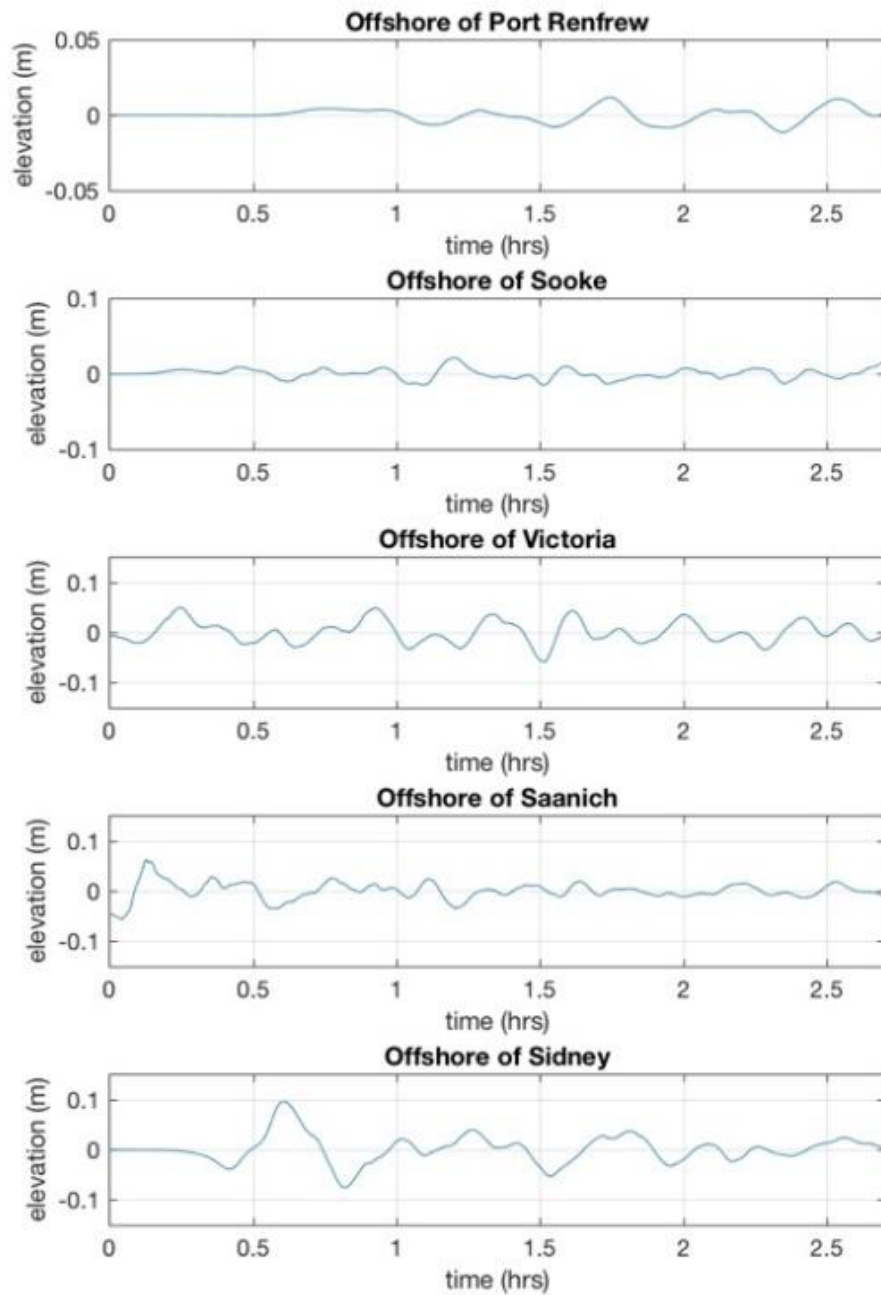 Offshore of Port Renfrew
0.05
0
-0.05
elevation (m)
0 0.5 1 1.5 2 2.5
time (hrs)
Offshore of Sooke
0.1
0
-0.1
elevation (m)
0 0.5 1 1.5 2 2.5
time (hrs)
Offshore of Victoria
0.1
0
-0.1
elevation (m)
0 0.5 1 1.5 2 2.5
time (hrs)
Offshore of Saanich
0.1
0
-0.1
elevation (m)
0 0.5 1 1.5 2 2.5
time (hrs)
Offshore of Sidney
0.1
0
-0.1
elevation (m)
0 0.5 1 1.5 2 2.5
time (hrs)